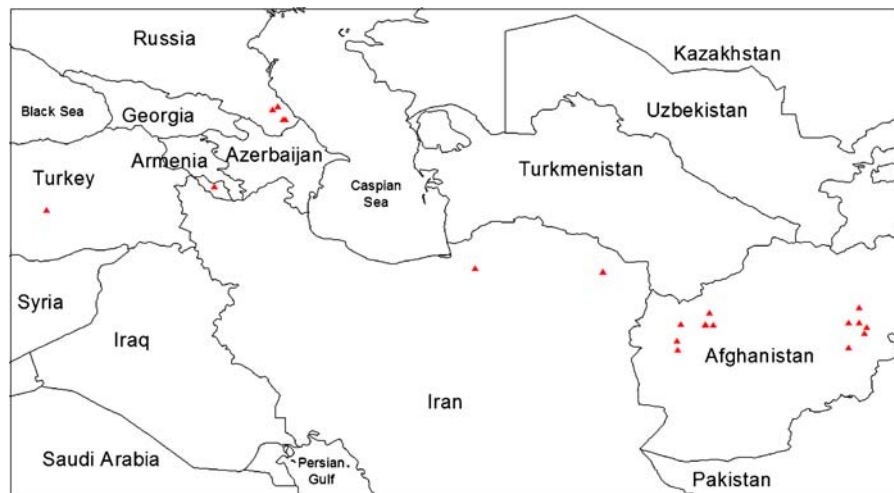 Russia
Kazakhstan
Black Sea
Georgia
Uzbekistan
Armenia
Azerbaijan
Turkmenistan
Turkey
Caspian
Sea
Syria
Iraq
Afghanistan
Iran
Saudi Arabia
Persian
Gulf
Pakistan